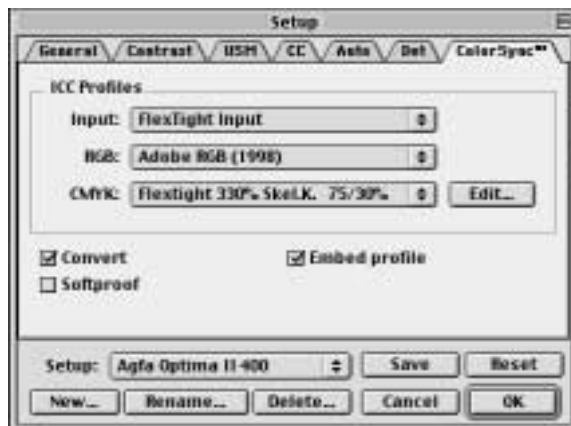 Setup
General Contrast USM CC Auto Dot ColorSync™
ICC Profiles
Input: FlexTight Input
RGB: Adobe RGB (1998)
CMYK: Flextight 330% Skel.K. 75/30% Edit...
Convert Embed profile
Softproof
Setup: Agfa Optima II 400 Save Reset
New... Rename... Delete... Cancel OK